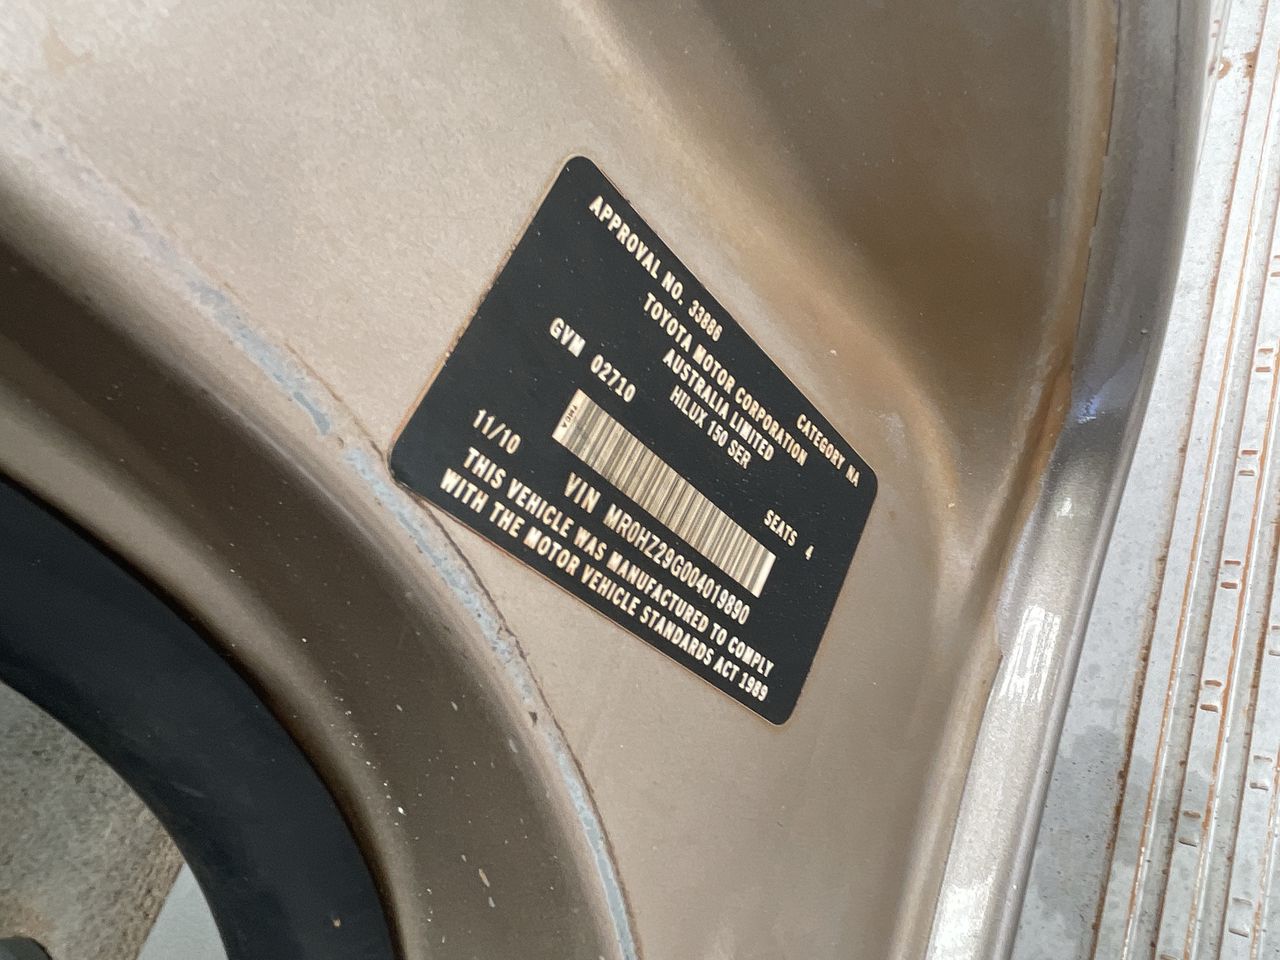 APPROVAL NO. 33886 CATEGORY NA
TOYOTA MOTOR CORPORATION
AUSTRALIA LIMITED
HILUX 150 SER
GVM 02710 SEATS 4
TMCA
11/10 VIN MR0HZ29G004019890
THIS VEHICLE WAS MANUFACTURED TO COMPLY
WITH THE MOTOR VEHICLE STANDARDS ACT 1989